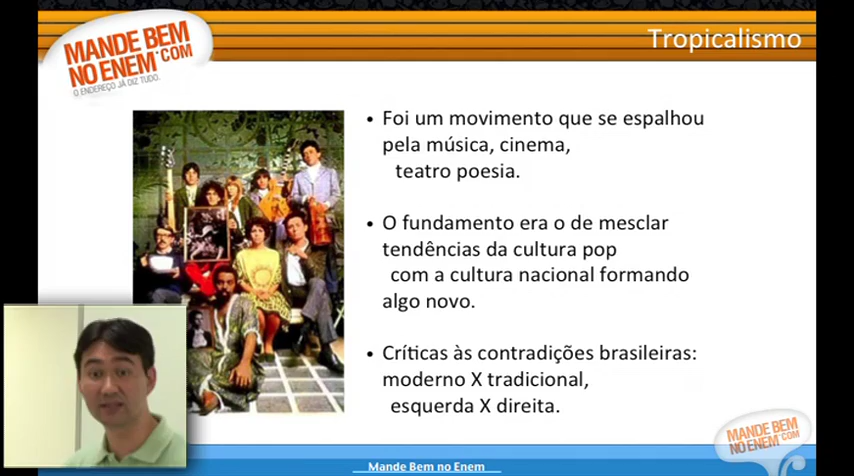 MANDE BEM
NO ENEM.COM
O ENDEREÇO JÁ DIZ TUDO.
Tropicalismo
• Foi um movimento que se espalhou
pela música, cinema,
teatro poesia.
• O fundamento era o de mesclar
tendências da cultura pop
com a cultura nacional formando
algo novo.
• Críticas às contradições brasileiras:
moderno X tradicional,
esquerda X direita.
MANDE BEM
NO ENEM.COM
Mande Bem no Enem